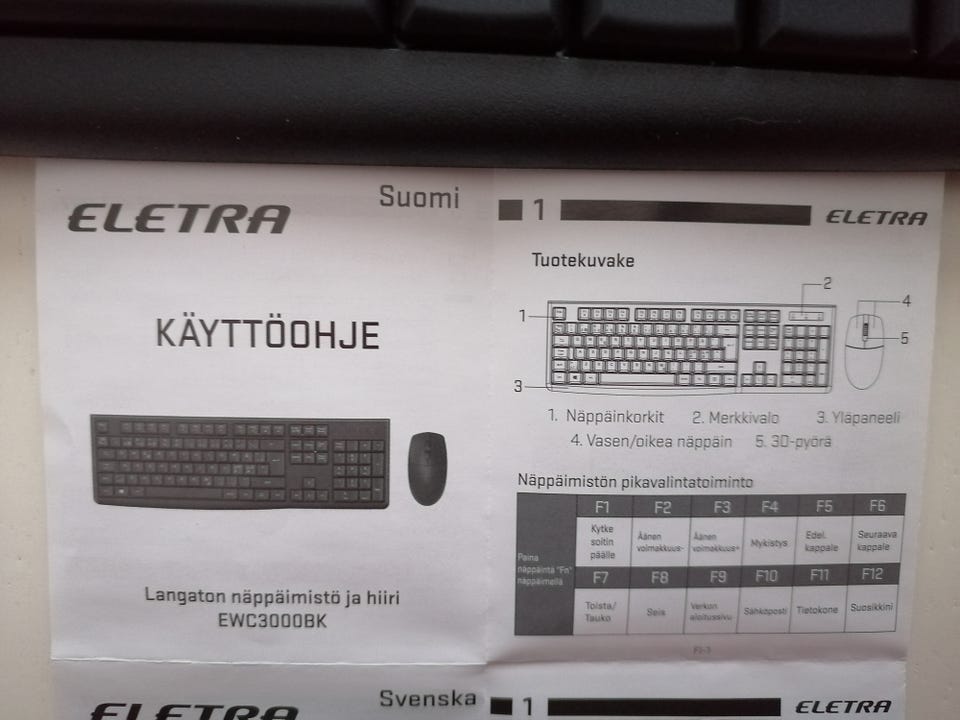 ELETRA
Suomi
KÄYTTÖOHJE
Langaton näppäimistö ja hiiri
EWC3000BK
1 ELETRA
Tuotekuvake
1
2
3
4
5
1. Näppäinkorkit 2. Merkkivalo 3. Yläpaneeli
4. Vasen/oikea näppäin 5. 3D-pyörä
Näppäimistön pikavalintatoiminto
Paina
näppäintä "Fn"
näppäimellä
F1 F2 F3 F4 F5 F6
Kytke
soitin
päälle
Äänen
voimakkuus-
Äänen
voimakkuus+
Mykistys
Edel.
kappale
Seuraava
kappale
F7 F8 F9 F10 F11 F12
Toista/
Tauko
Seis
Verkon
aloitussivu
Sähköposti
Tietokone
Suosikkini
FI-1
ELETRA
Svenska
1 ELETRA